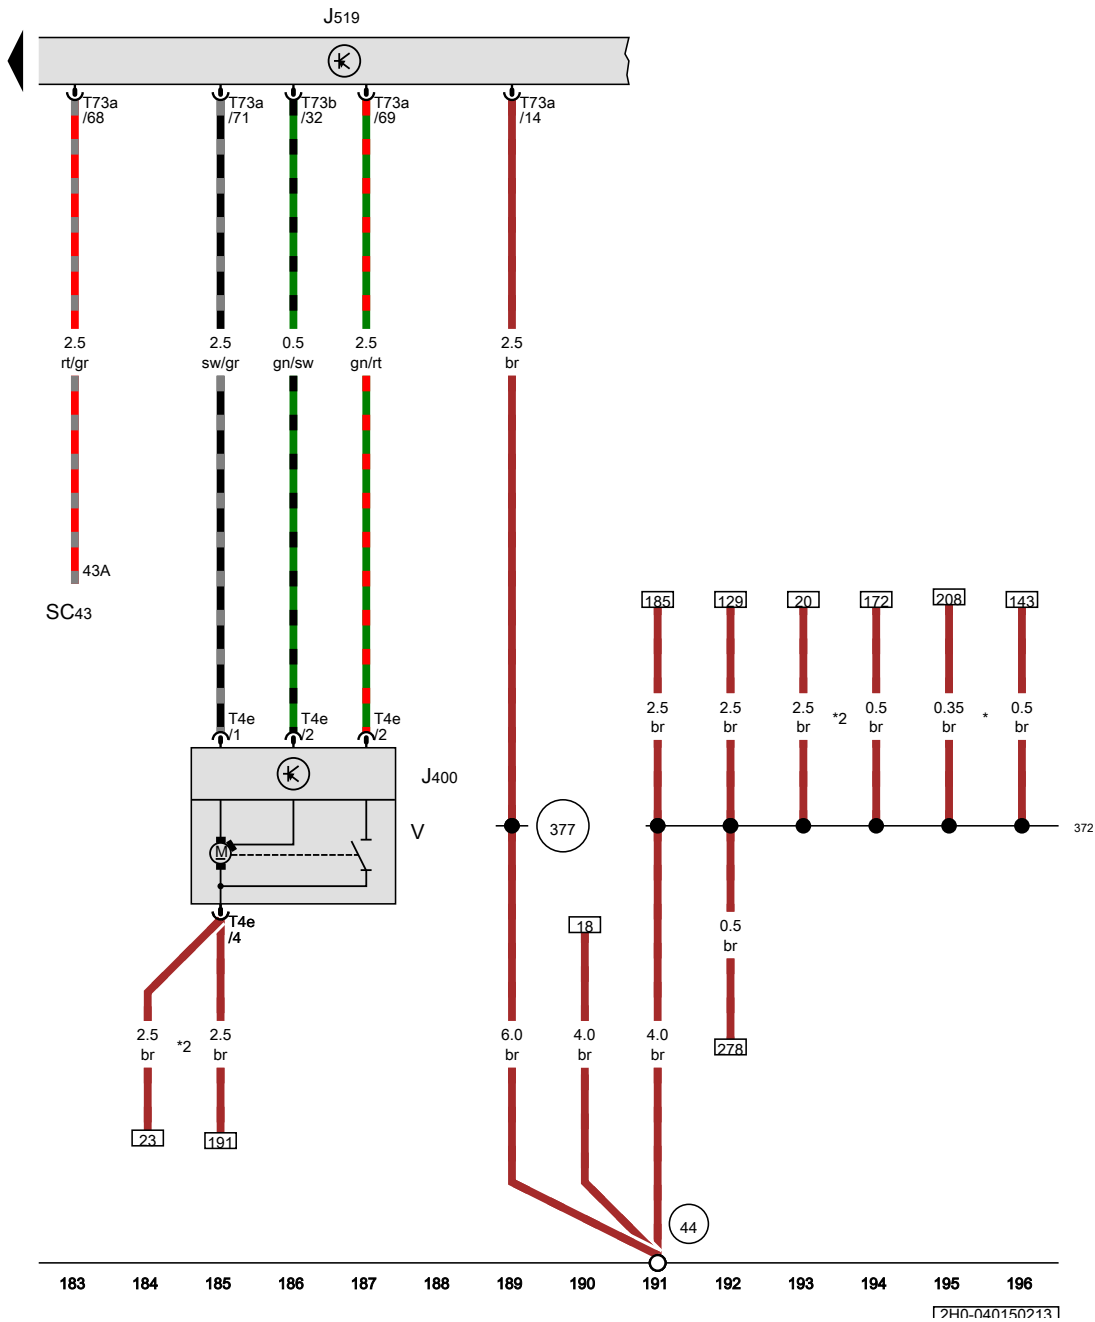 J519
T73a
/68
T73a
/71
T73b
/32
T73a
/69
T73a
/14
2.5
rt/gr
2.5
sw/gr
0.5
gn/sw
2.5
gn/rt
2.5
br
43A
SC43
185
129
20
172
208
143
2.5
br
2.5
br
2.5
br
*2
0.5
br
0.35
br
*
0.5
br
T4e
/1
T4e
/2
T4e
/2
J400
V
M
377
372
T4e
/4
18
0.5
br
2.5
br
*2
2.5
br
6.0
br
4.0
br
4.0
br
278
23
191
44
183 184 185 186 187 188 189 190 191 192 193 194 195 196
2H0-040150213